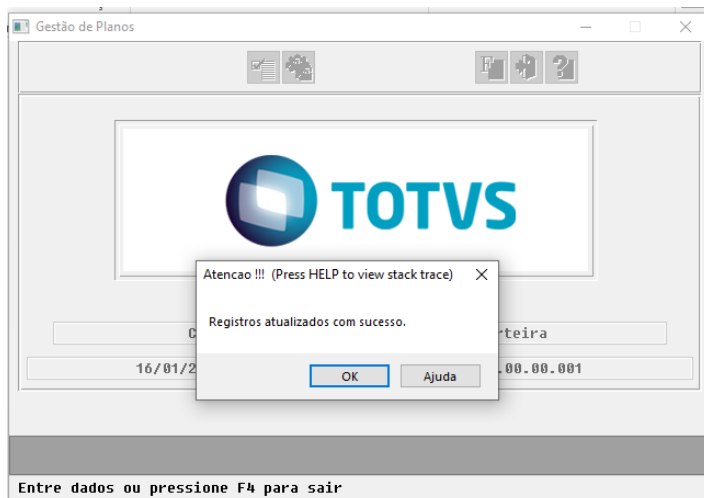 Gestão de Planos
TOTVS
Atencao !!! (Press HELP to view stack trace)
Registros atualizados com sucesso.
OK Ajuda
16/01/2 .00.00.001
Entre dados ou pressione F4 para sair